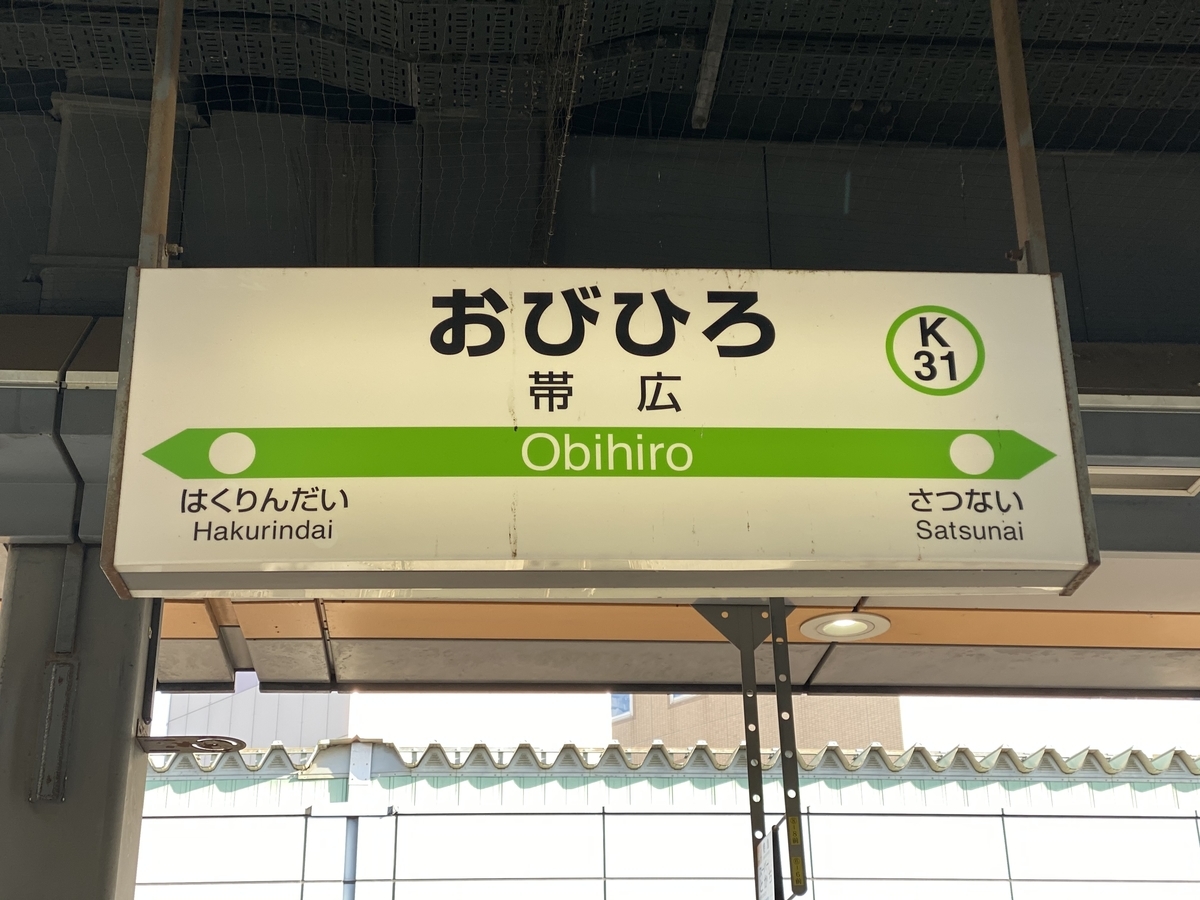 おびひろ
K
31
帯 広
Obihiro
はくりんだい
Hakurindai
さつない
Satsunai